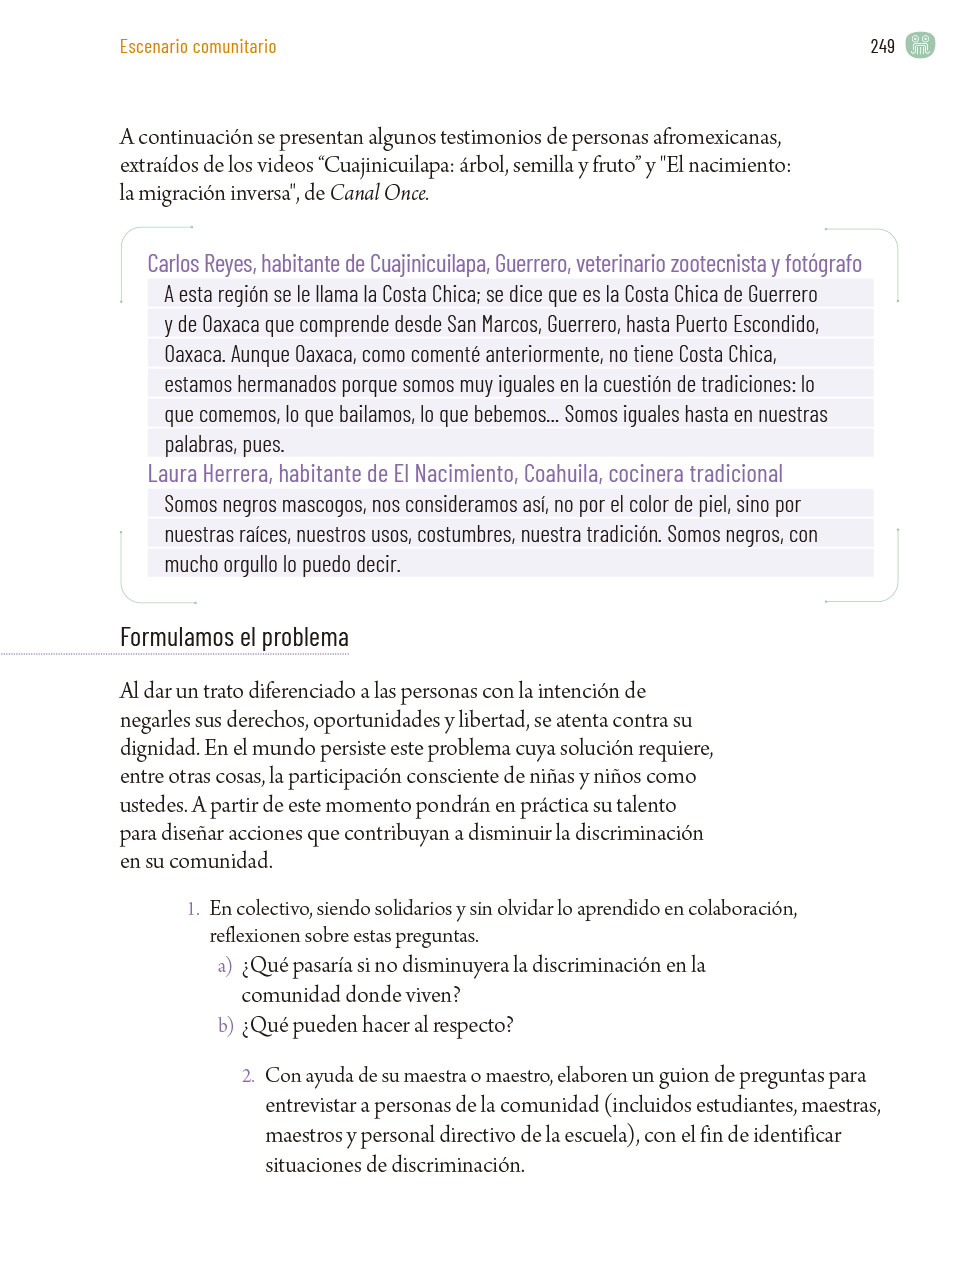 Escenario comunitario
249
A continuación se presentan algunos testimonios de personas afromexicanas,
extraídos de los videos “Cuajinicuilapa: árbol, semilla y fruto” y "El nacimiento:
la migración inversa", de Canal Once.
Carlos Reyes, habitante de Cuajinicuilapa, Guerrero, veterinario zootecnista y fotógrafo
A esta región se le llama la Costa Chica; se dice que es la Costa Chica de Guerrero
y de Oaxaca que comprende desde San Marcos, Guerrero, hasta Puerto Escondido,
Oaxaca. Aunque Oaxaca, como comenté anteriormente, no tiene Costa Chica,
estamos hermanados porque somos muy iguales en la cuestión de tradiciones: lo
que comemos, lo que bailamos, lo que bebemos... Somos iguales hasta en nuestras
palabras, pues.
Laura Herrera, habitante de El Nacimiento, Coahuila, cocinera tradicional
Somos negros mascogos, nos consideramos así, no por el color de piel, sino por
nuestras raíces, nuestros usos, costumbres, nuestra tradición. Somos negros, con
mucho orgullo lo puedo decir.
Formulamos el problema
Al dar un trato diferenciado a las personas con la intención de
negarles sus derechos, oportunidades y libertad, se atenta contra su
dignidad. En el mundo persiste este problema cuya solución requiere,
entre otras cosas, la participación consciente de niñas y niños como
ustedes. A partir de este momento pondrán en práctica su talento
para diseñar acciones que contribuyan a disminuir la discriminación
en su comunidad.
1. En colectivo, siendo solidarios y sin olvidar lo aprendido en colaboración,
reflexionen sobre estas preguntas.
a) ¿Qué pasaría si no disminuyera la discriminación en la
comunidad donde viven?
b) ¿Qué pueden hacer al respecto?
2. Con ayuda de su maestra o maestro, elaboren un guion de preguntas para
entrevistar a personas de la comunidad (incluidos estudiantes, maestras,
maestros y personal directivo de la escuela), con el fin de identificar
situaciones de discriminación.